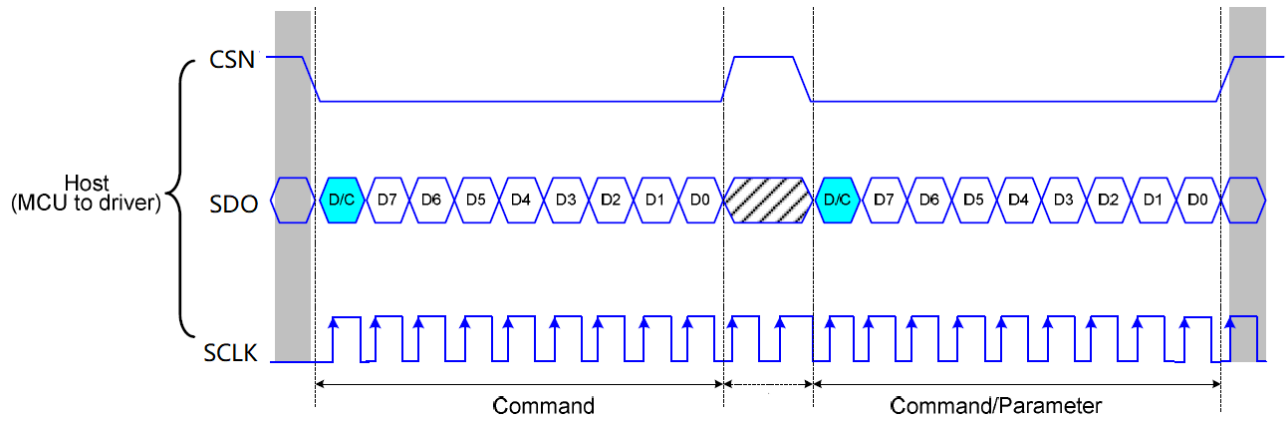 CSN
Host
(MCU to driver)
SDO
D/C D7 D6 D5 D4 D3 D2 D1 D0 D/C D7 D6 D5 D4 D3 D2 D1 D0
SCLK
Command Command/Parameter